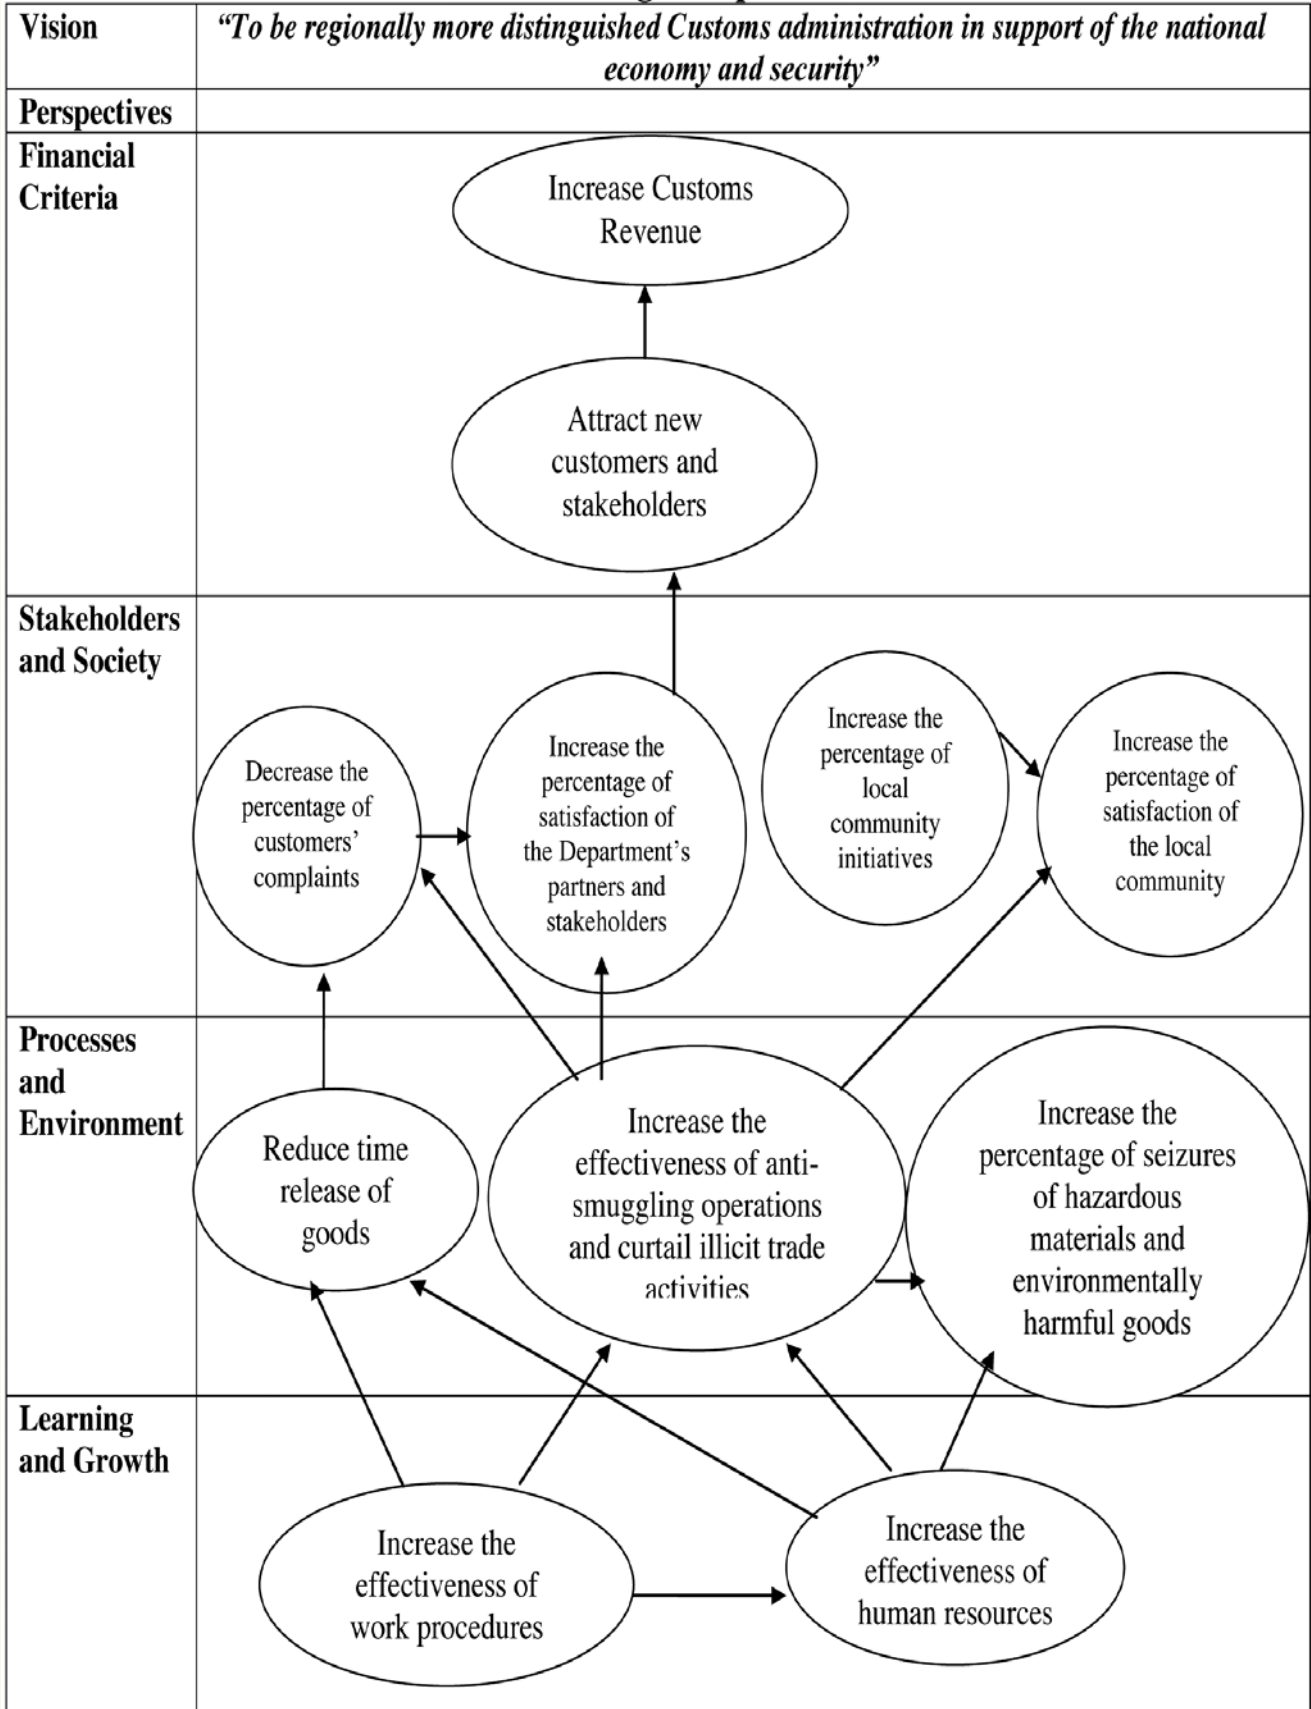 Vision
“To be regionally more distinguished Customs administration in support of the national
economy and security”
Perspectives
Financial
Criteria
Increase Customs
Revenue
Attract new
customers and
stakeholders
Stakeholders
and Society
Decrease the
percentage of
customers’
complaints
Increase the
percentage of
satisfaction of
the Department’s
partners and
stakeholders
Increase the
percentage of
local
community
initiatives
Increase the
percentage of
satisfaction of
the local
community
Processes
and
Environment
Reduce time
release of
goods
Increase the
effectiveness of anti-
smuggling operations
and curtail illicit trade
activities
Increase the
percentage of seizures
of hazardous
materials and
environmentally
harmful goods
Learning
and Growth
Increase the
effectiveness of
work procedures
Increase the
effectiveness of
human resources